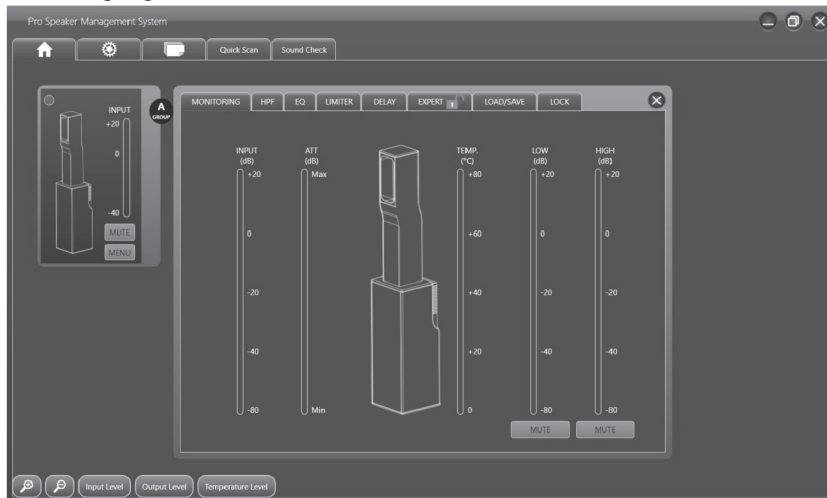 Pro Speaker Management System
Quick Scan
Sound Check
INPUT
+20
0
-40
MUTE
MENU
A
GROUP
MONITORING
HPF
EQ
LIMITER
DELAY
EXPERT
LOAD/SAVE
LOCK
INPUT
(dB)
+20
0
-20
-40
-80
ATT
(dB)
Max
Min
TEMP.
(°C)
+80
+60
+40
+20
0
LOW
(dB)
+20
0
-20
-40
-80
MUTE
HIGH
(dB)
+20
0
-20
-40
-80
MUTE
Input Level
Output Level
Temperature Level